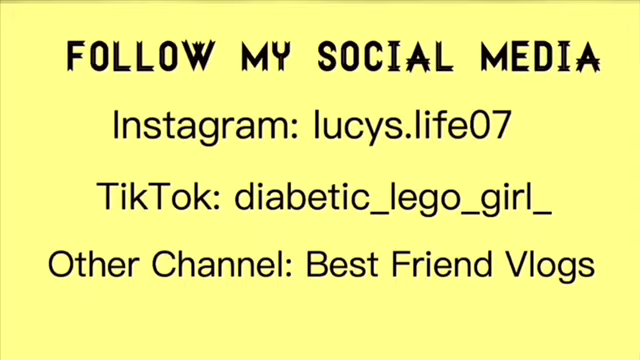 FOLLOW MY SOCIAL MEDIA
Instagram: lucys.life07
TikTok: diabetic_lego_girl_
Other Channel: Best Friend Vlogs